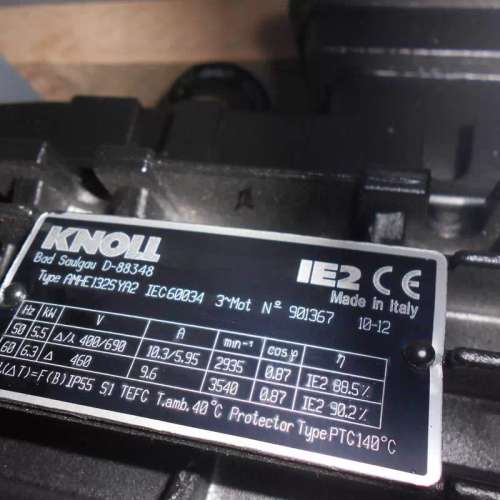 KNOLL
IE2 CE
Bad Saulgau D-88348
Made in Italy
Type AMHE132SYA2 IEC60034 3~Mot Nº 901367 10-12
Hz kW V A min-¹ cosφ η
50 5.5 Δ/⅄ 400/690 10.3/5.95 2935 0.87 IE2 88.5%
60 6.3 Δ 460 9.6 3540 0.87 IE2 90.2%
(ΔT)=F(B)IP55 S1 TEFC T.amb.40°C Protector Type PTC140°C